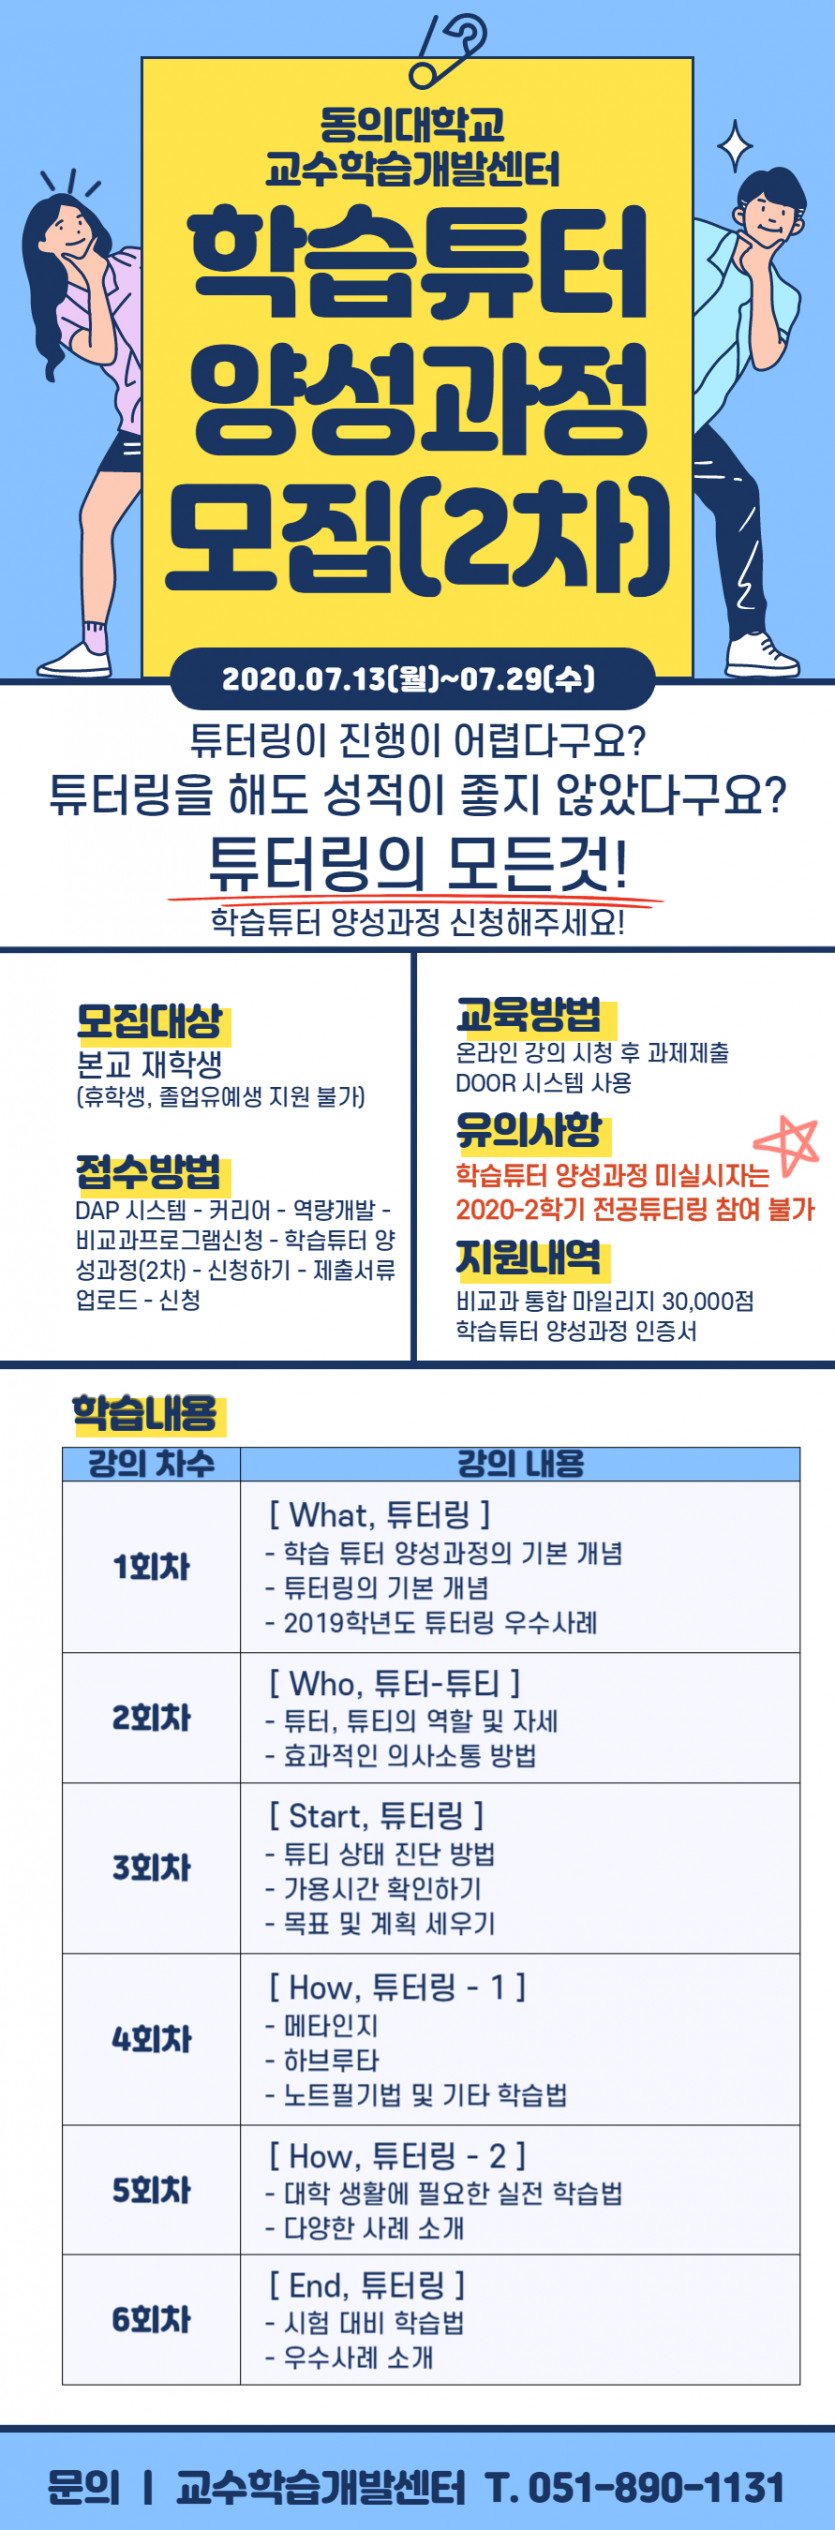 동의대학교
교수학습개발센터
학습튜터
양성과정
모집(2차)
2020.07.13(월)~07.29(수)
튜터링이 진행이 어렵다구요?
튜터링을 해도 성적이 좋지 않았다구요?
튜터링의 모든것!
학습튜터 양성과정 신청해주세요!
모집대상
본교 재학생
(휴학생, 졸업유예생 지원 불가)
접수방법
DAP 시스템 - 커리어 - 역량개발 -
비교과프로그램신청 - 학습튜터 양
성과정(2차) - 신청하기 - 제출서류
업로드 - 신청
교육방법
온라인 강의 시청 후 과제제출
DOOR 시스템 사용
유의사항
학습튜터 양성과정 미실시자는
2020-2학기 전공튜터링 참여 불가
지원내역
비교과 통합 마일리지 30,000점
학습튜터 양성과정 인증서
학습내용
강의 차수 강의 내용
1회차
[ What, 튜터링 ]
- 학습 튜터 양성과정의 기본 개념
- 튜터링의 기본 개념
- 2019학년도 튜터링 우수사례
2회차
[ Who, 튜터-튜티 ]
- 튜터, 튜티의 역할 및 자세
- 효과적인 의사소통 방법
3회차
[ Start, 튜터링 ]
- 튜티 상태 진단 방법
- 가용시간 확인하기
- 목표 및 계획 세우기
4회차
[ How, 튜터링 - 1 ]
- 메타인지
- 하브루타
- 노트필기법 및 기타 학습법
5회차
[ How, 튜터링 - 2 ]
- 대학 생활에 필요한 실전 학습법
- 다양한 사례 소개
6회차
[ End, 튜터링 ]
- 시험 대비 학습법
- 우수사례 소개
문의 | 교수학습개발센터 T. 051-890-1131